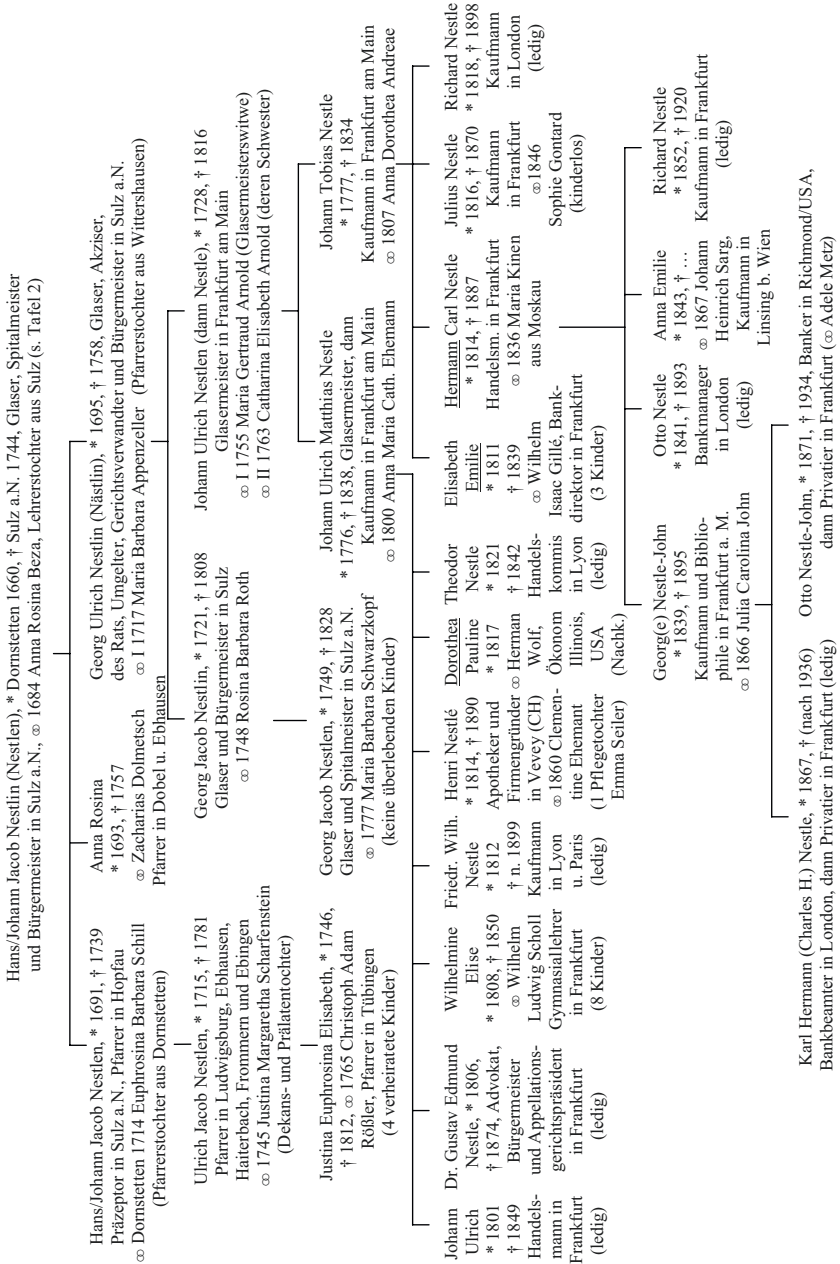 Hans/Johann Jacob Nestlin (Nestlen), * Dornstetten 1660, † Sulz a.N. 1744, Glaser, Spitalmeister
und Bürgermeister in Sulz a.N., ⚭ 1684 Anna Rosina Beza, Lehrerstochter aus Sulz (s. Tafel 2)
Hans/Johann Jacob Nestlen, * 1691, † 1739
Präzeptor in Sulz a.N., Pfarrer in Hopfau
⚭ Dornstetten 1714 Euphrosina Barbara Schill
(Pfarrerstochter aus Dornstetten)
Anna Rosina
* 1693, † 1757
⚭ Zacharias Dolmetsch
Pfarrer in Dobel u. Ebhausen
Georg Ulrich Nestlin (Nästlin), * 1695, † 1758, Glaser, Akziser,
des Rats, Umgelter, Gerichtsverwandter und Bürgermeister in Sulz a.N.
⚭ I 1717 Maria Barbara Appenzeller (Pfarrerstochter aus Wittershausen)
Ulrich Jacob Nestlen, * 1715, † 1781
Pfarrer in Ludwigsburg, Ebhausen,
Haiterbach, Frommern und Ebingen
⚭ 1745 Justina Margaretha Scharfenstein
(Dekans- und Prälatentochter)
Georg Jacob Nestlin, * 1721, † 1808
Glaser und Bürgermeister in Sulz
⚭ 1748 Rosina Barbara Roth
Johann Ulrich Nestlen (dann Nestle), * 1728, † 1816
Glasermeister in Frankfurt am Main
⚭ I 1755 Maria Gertraud Arnold (Glasermeisterswitwe)
⚭ II 1763 Catharina Elisabeth Arnold (deren Schwester)
Justina Euphrosina Elisabeth, * 1746,
† 1812, ⚭ 1765 Christoph Adam
Rößler, Pfarrer in Tübingen
(4 verheiratete Kinder)
Georg Jacob Nestlen, * 1749, † 1828
Glaser und Spitalmeister in Sulz a.N.
⚭ 1777 Maria Barbara Schwarzkopf
(keine überlebenden Kinder)
Johann Ulrich Matthias Nestle
* 1776, † 1838, Glasermeister, dann
Kaufmann in Frankfurt am Main
⚭ 1800 Anna Maria Cath. Ehemann
Johann Tobias Nestle
* 1777, † 1834
Kaufmann in Frankfurt am Main
⚭ 1807 Anna Dorothea Andreae
Johann
Ulrich
* 1801
† 1849
Handels-
mann in
Frankfurt
(ledig)
Dr. Gustav Edmund
Nestle, * 1806,
† 1874, Advokat,
Bürgermeister
und Appellations-
gerichtspräsident
in Frankfurt
(ledig)
Wilhelmine
Elise
* 1808, † 1850
⚭ Wilhelm
Ludwig Scholl
Gymnasiallehrer
in Frankfurt
(8 Kinder)
Friedr. Wilh.
Nestle
* 1812
† n. 1899
Kaufmann
in Lyon
u. Paris
(ledig)
Henri Nestlé
* 1814, † 1890
Apotheker und
Firmengründer
in Vevey (CH)
⚭ 1860 Clemen-
tine Ehemant
(1 Pflegetochter
Emma Seiler)
Dorothea
Pauline
* 1817
⚭ Herman
Wolf,
Ökonom
Illinois,
USA
(Nachk.)
Theodor
Nestle
* 1821
† 1842
Handels-
kommis
in Lyon
(ledig)
Elisabeth
Emilie
* 1811
† 1839
⚭ Wilhelm
Isaac Gillé, Bank-
direktor in Frankfurt
(3 Kinder)
Hermann Carl Nestle
* 1814, † 1887
Handelsm. in Frankfurt
⚭ 1836 Maria Kinen
aus Moskau
Julius Nestle
* 1816, † 1870
Kaufmann
in Frankfurt
⚭1846
Sophie Gontard
(kinderlos)
Richard Nestle
* 1818, † 1898
Kaufmann
in London
(ledig)
Georg(e) Nestle-John
* 1839, † 1895
Kaufmann und Biblio-
phile in Frankfurt a. M.
⚭ 1866 Julia Carolina John
Otto Nestle
* 1841, † 1893
Bankmanager
in London
(ledig)
Anna Emilie
* 1843, † …
⚭ 1867 Johann
Heinrich Sarg,
Kaufmann in
Linsing b. Wien
Richard Nestle
* 1852, † 1920
Kaufmann in Frankfurt
(ledig)
Karl Hermann (Charles H.) Nestle, * 1867, † (nach 1936)
Bankbeamter in London, dann Privatier in Frankfurt (ledig)
Otto Nestle-John, * 1871, † 1934, Banker in Richmond/USA,
dann Privatier in Frankfurt (⚭ Adele Metz)